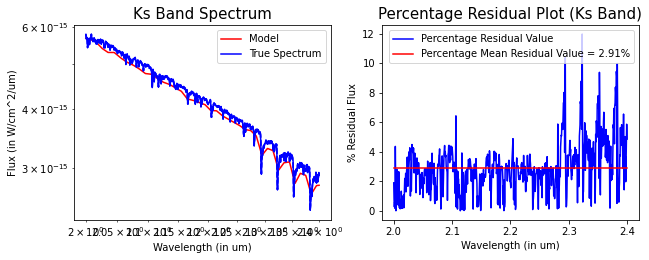 Ks Band Spectrum
Percentage Residual Plot (Ks Band)
Model
True Spectrum
Percentage Residual Value
Percentage Mean Residual Value = 2.91%
Flux (in W/cm^2/um)
6 × 10⁻¹⁵
4 × 10⁻¹⁵
3 × 10⁻¹⁵
% Residual Flux
12
10
8
6
4
2
0
2 × 10⁰
2.0
2.1
2.2
2.3
2.4
Wavelength (in um)
Wavelength (in um)